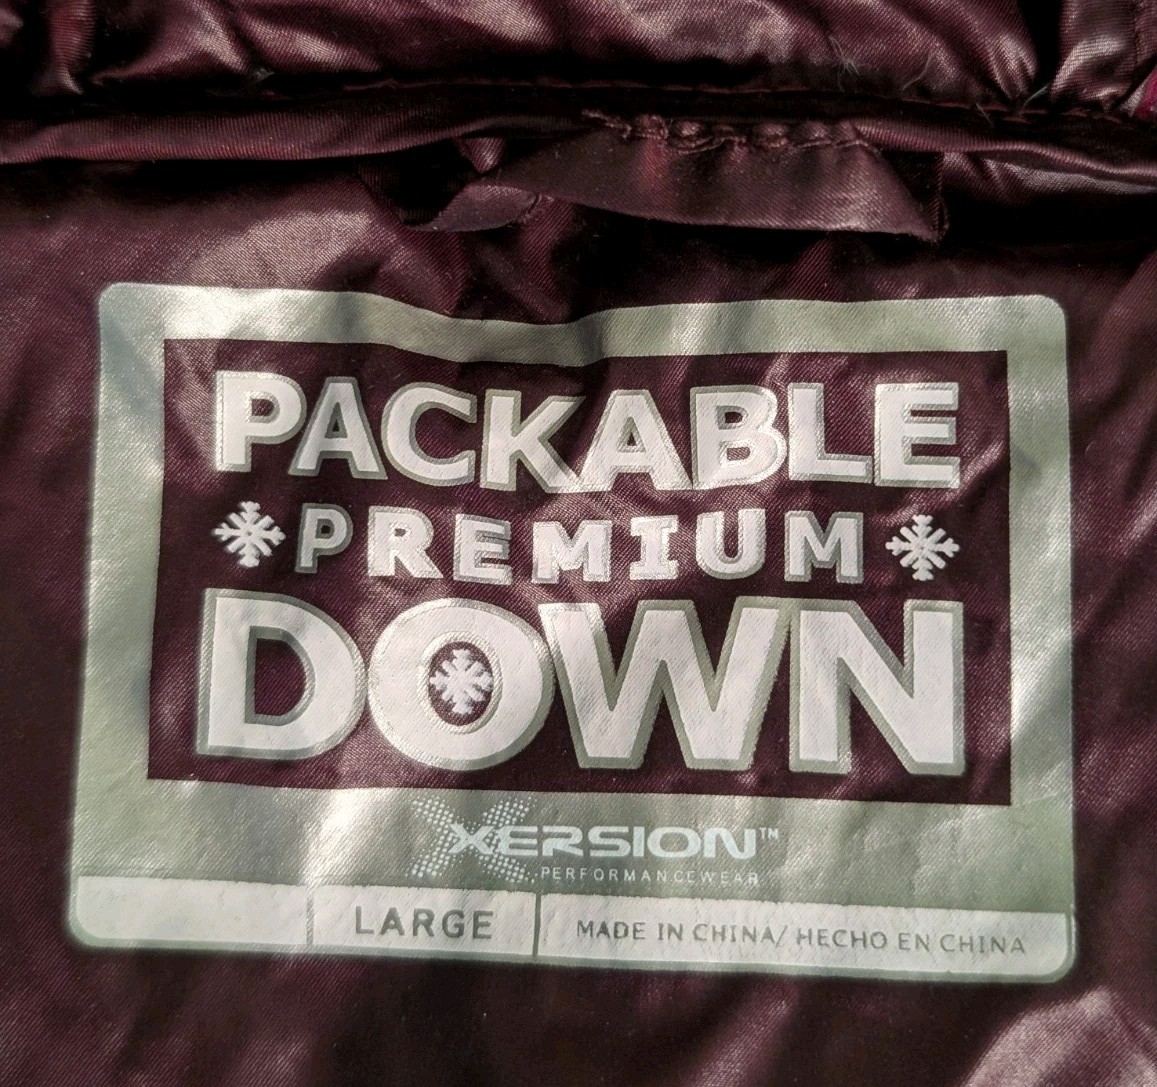 PACKABLE
PREMIUM
DOWN
XERSION™
PERFORMANCEWEAR
LARGE
MADE IN CHINA/ HECHO EN CHINA